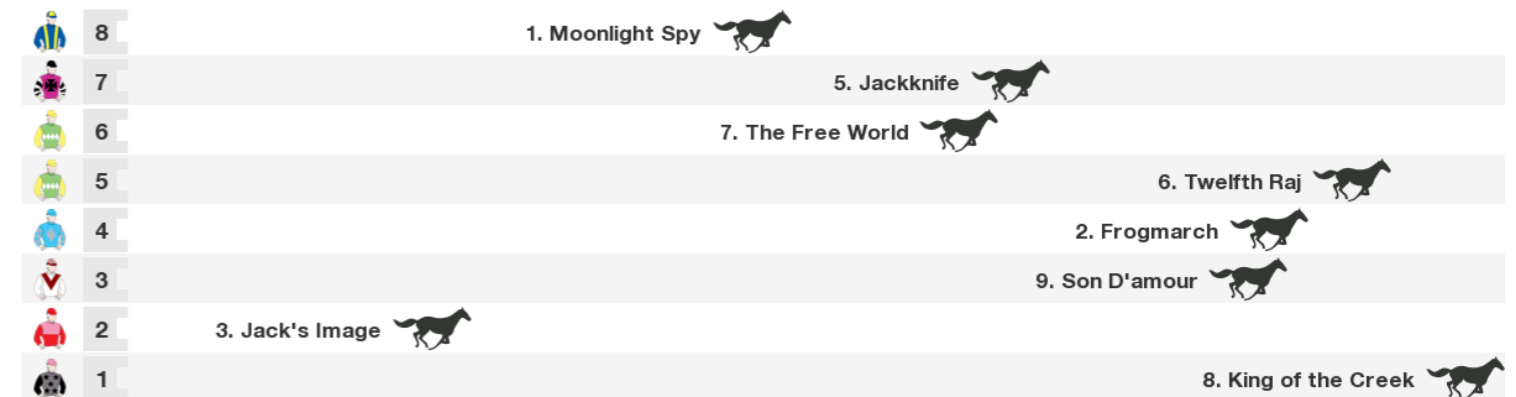 8 1. Moonlight Spy
7 5. Jackknife
6 7. The Free World
5 6. Twelfth Raj
4 2. Frogmarch
3 9. Son D'amour
2 3. Jack's Image
1 8. King of the Creek